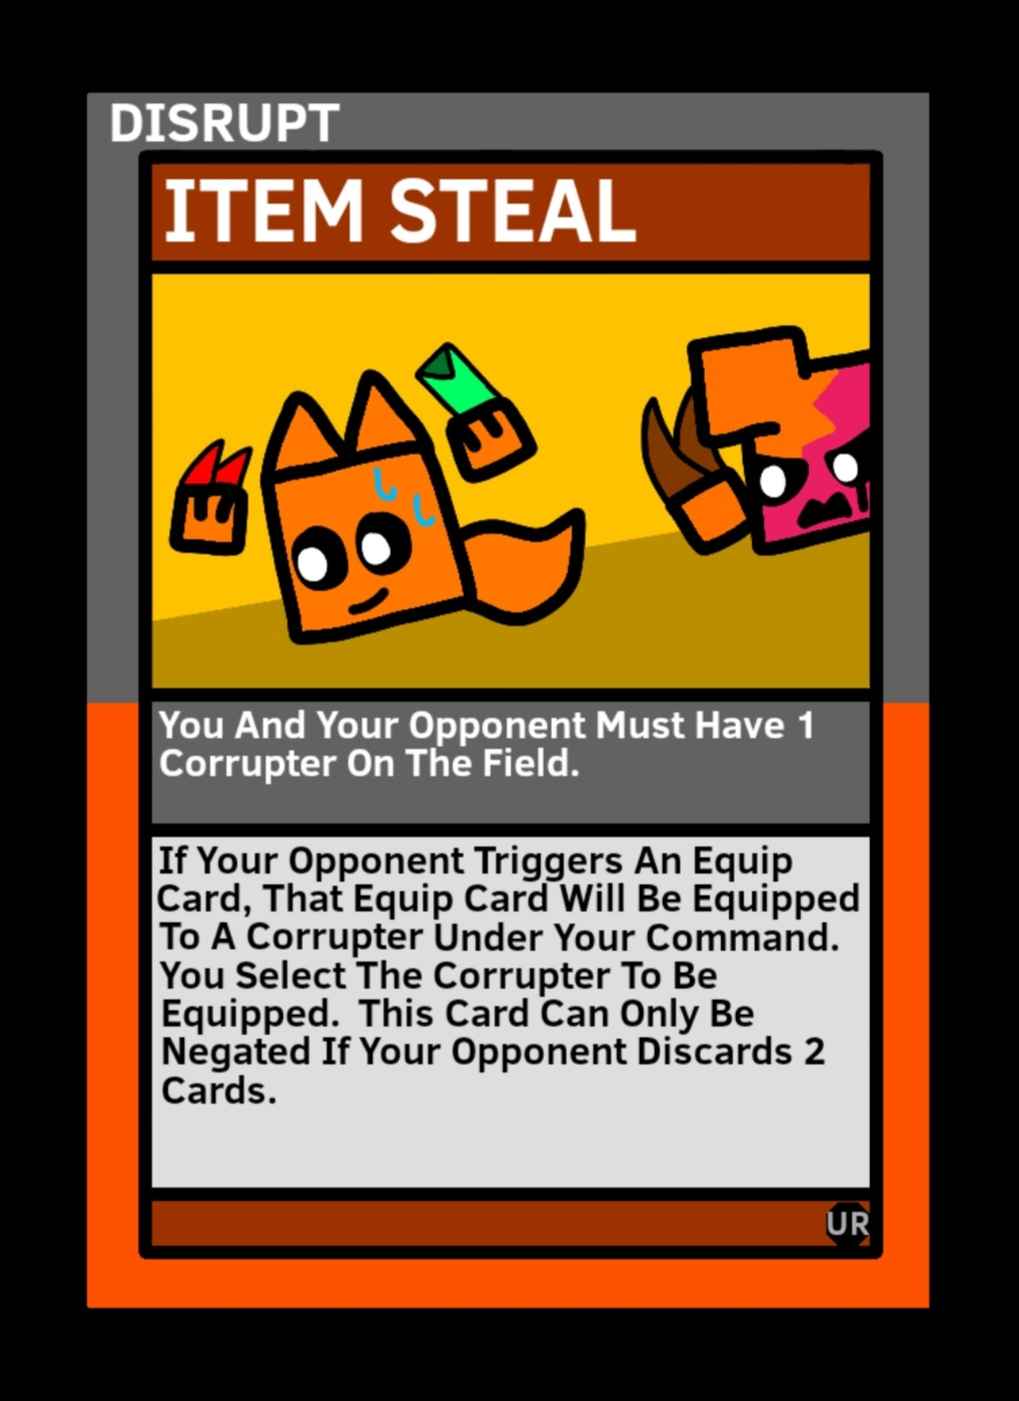 DISRUPT
ITEM STEAL
You And Your Opponent Must Have 1
Corrupter On The Field.
If Your Opponent Triggers An Equip
Card, That Equip Card Will Be Equipped
To A Corrupter Under Your Command.
You Select The Corrupter To Be
Equipped. This Card Can Only Be
Negated If Your Opponent Discards 2
Cards.
UR